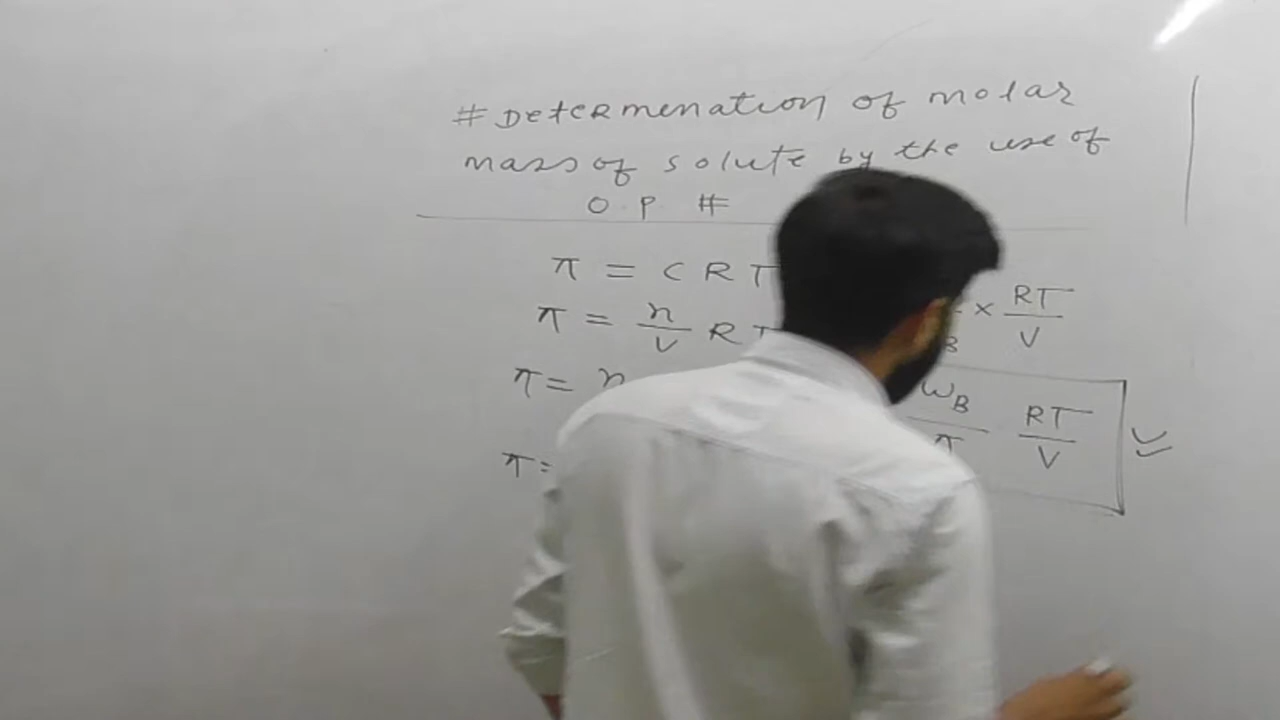 # Determenation of molar
mass of solute by the use of
O.P #
π = CRT
π = n/V RT
π = n
π =
B × RT/V
W_B/π RT/V